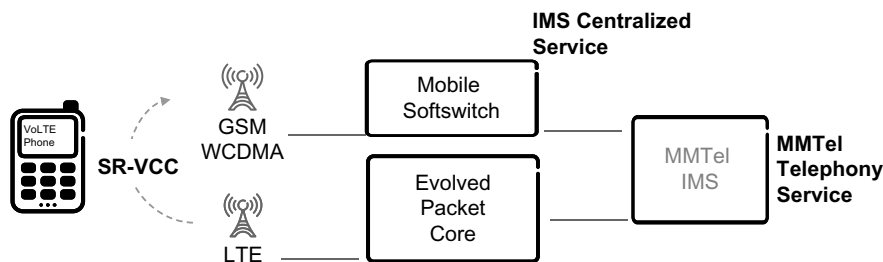 IMS Centralized
Service
Mobile
Softswitch
VoLTE
Phone
GSM
WCDMA
SR-VCC
MMTel
IMS
MMTel
Telephony
Service
Evolved
Packet
Core
LTE